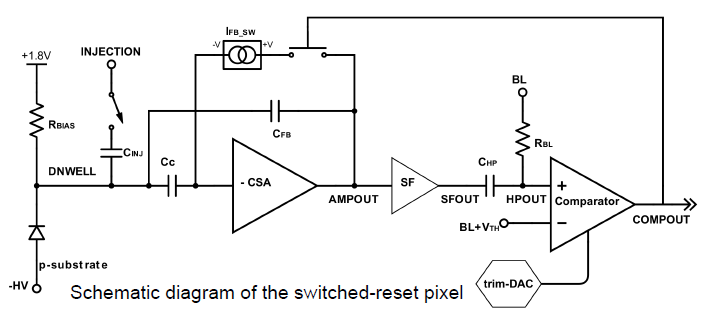 IFB_SW
-V
+V
+1.8V
INJECTION
BL
RBIAS
CFB
RBL
CINJ
DNWELL
CC
- CSA
SF
CHP
+
Comparator
AMPOUT
SFOUT
HPOUT
COMPOUT
BL+VTH
−
p-substrate
-HV
trim-DAC
Schematic diagram of the switched-reset pixel